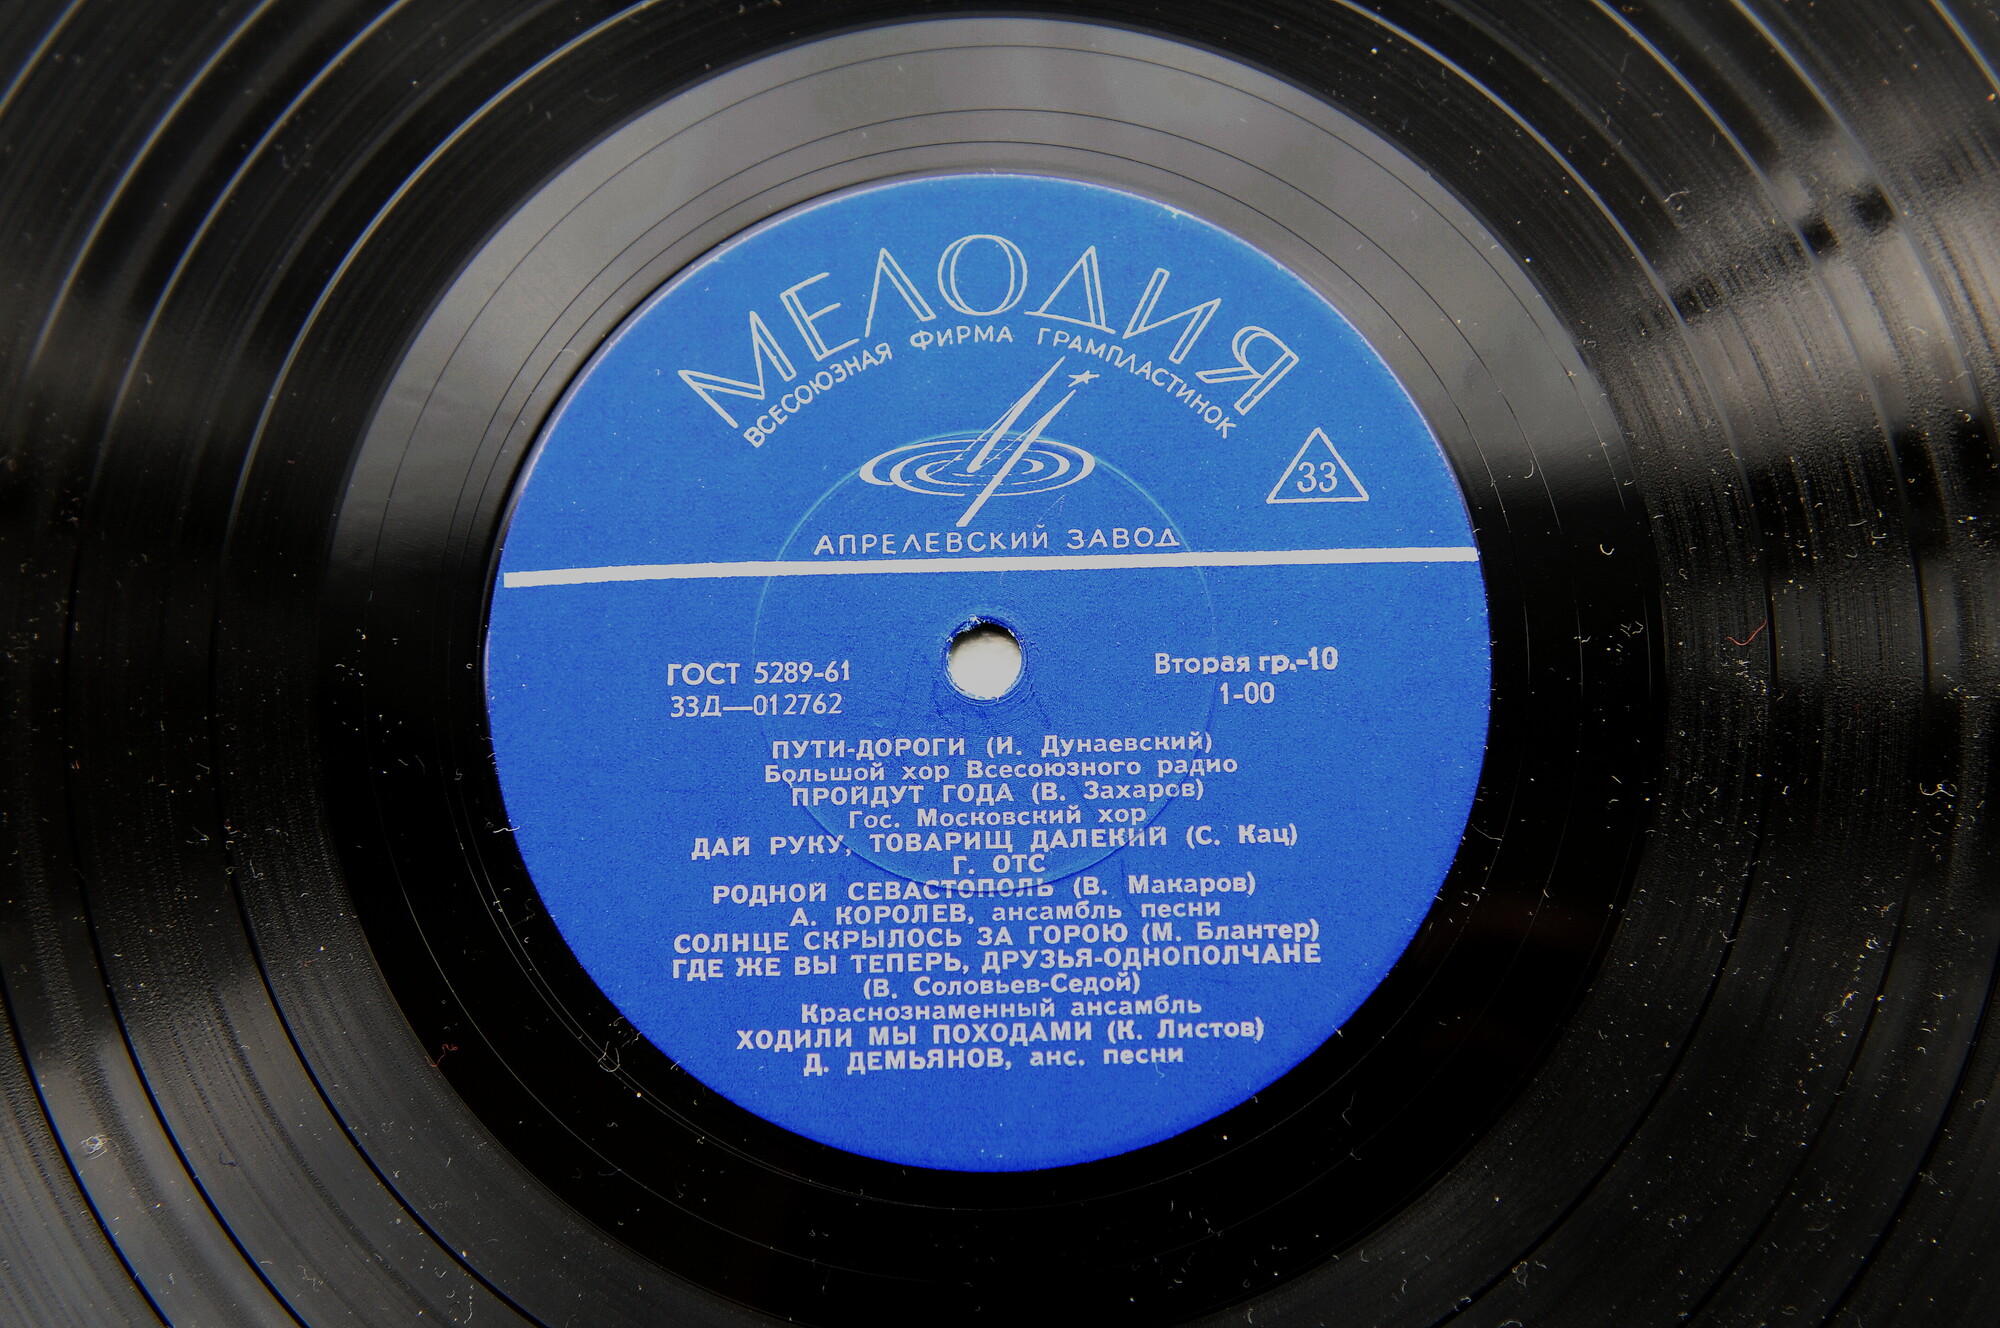 МЕЛОДИЯ
ВСЕСОЮЗНАЯ ФИРМА ГРАМПЛАСТИНОК
33
АПРЕЛЕВСКИЙ ЗАВОД
ГОСТ 5289-61
Вторая гр.-10
33Д—012762
1-00
ПУТИ-ДОРОГИ (И. Дунаевский)
Большой хор Всесоюзного радио
ПРОЙДУТ ГОДА (В. Захаров)
Гос. Московский хор
ДАЙ РУКУ, ТОВАРИЩ ДАЛЕКИЙ (С. Кац)
Г. ОТС
РОДНОЙ СЕВАСТОПОЛЬ (В. Макаров)
А. КОРОЛЕВ, ансамбль песни
СОЛНЦЕ СКРЫЛОСЬ ЗА ГОРОЮ (М. Блантер)
ГДЕ ЖЕ ВЫ ТЕПЕРЬ, ДРУЗЬЯ-ОДНОПОЛЧАНЕ
(В. Соловьев-Седой)
Краснознаменный ансамбль
ХОДИЛИ МЫ ПОХОДАМИ (К. Листов)
Д. ДЕМЬЯНОВ, анс. песни